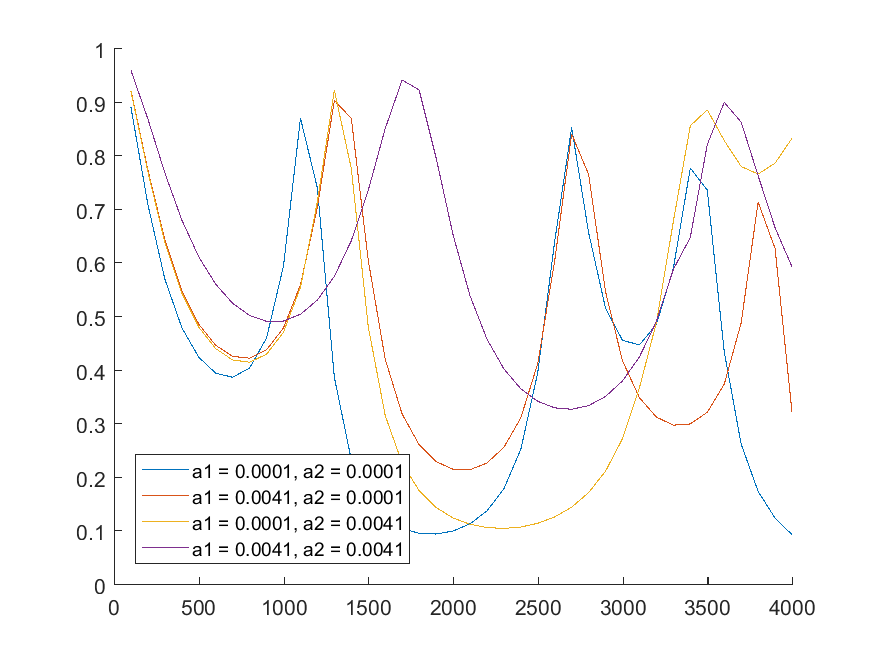 1
0.9
0.8
0.7
0.6
0.5
0.4
0.3
0.2
0.1
0
a1 = 0.0001, a2 = 0.0001
a1 = 0.0041, a2 = 0.0001
a1 = 0.0001, a2 = 0.0041
a1 = 0.0041, a2 = 0.0041
0 500 1000 1500 2000 2500 3000 3500 4000